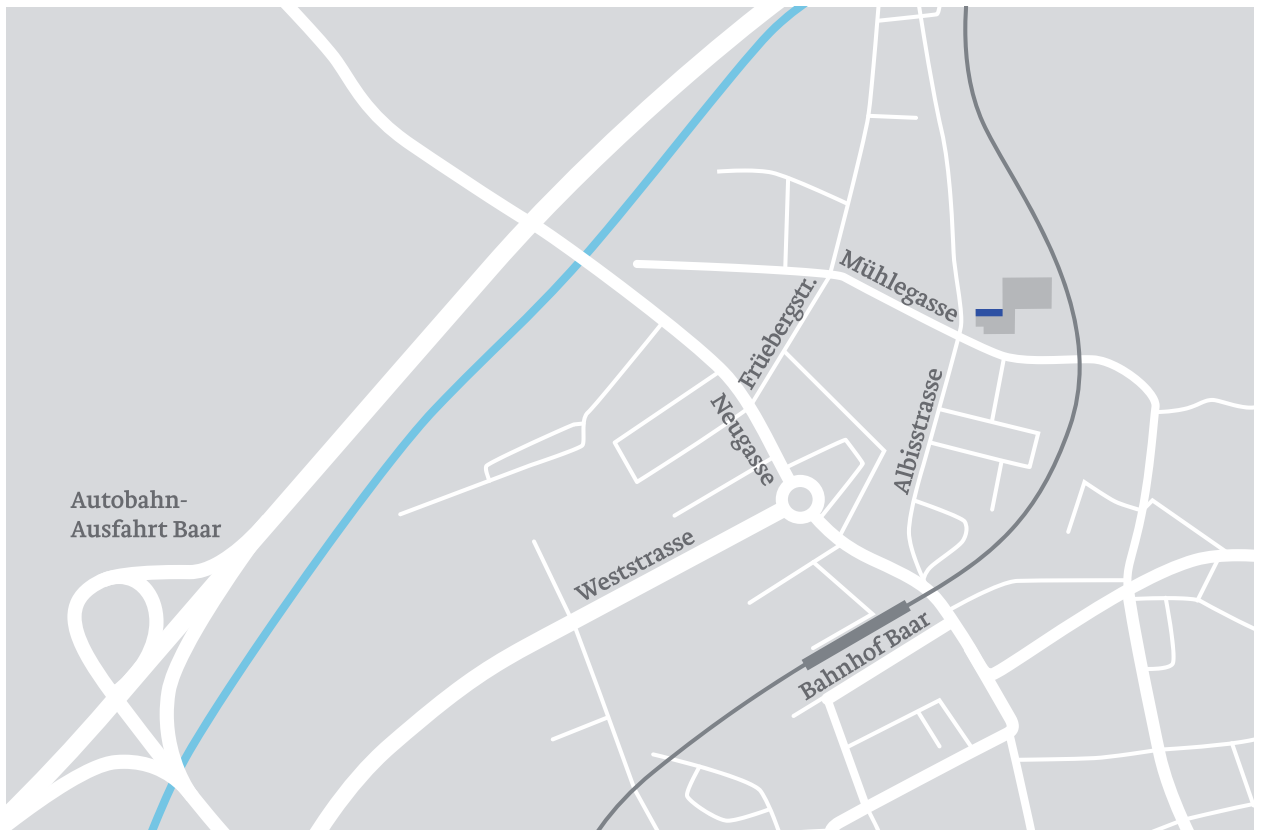 Mühlegasse
Früebergstr.
Neugasse
Albisstrasse
Autobahn-
Ausfahrt Baar
Weststrasse
Bahnhof Baar